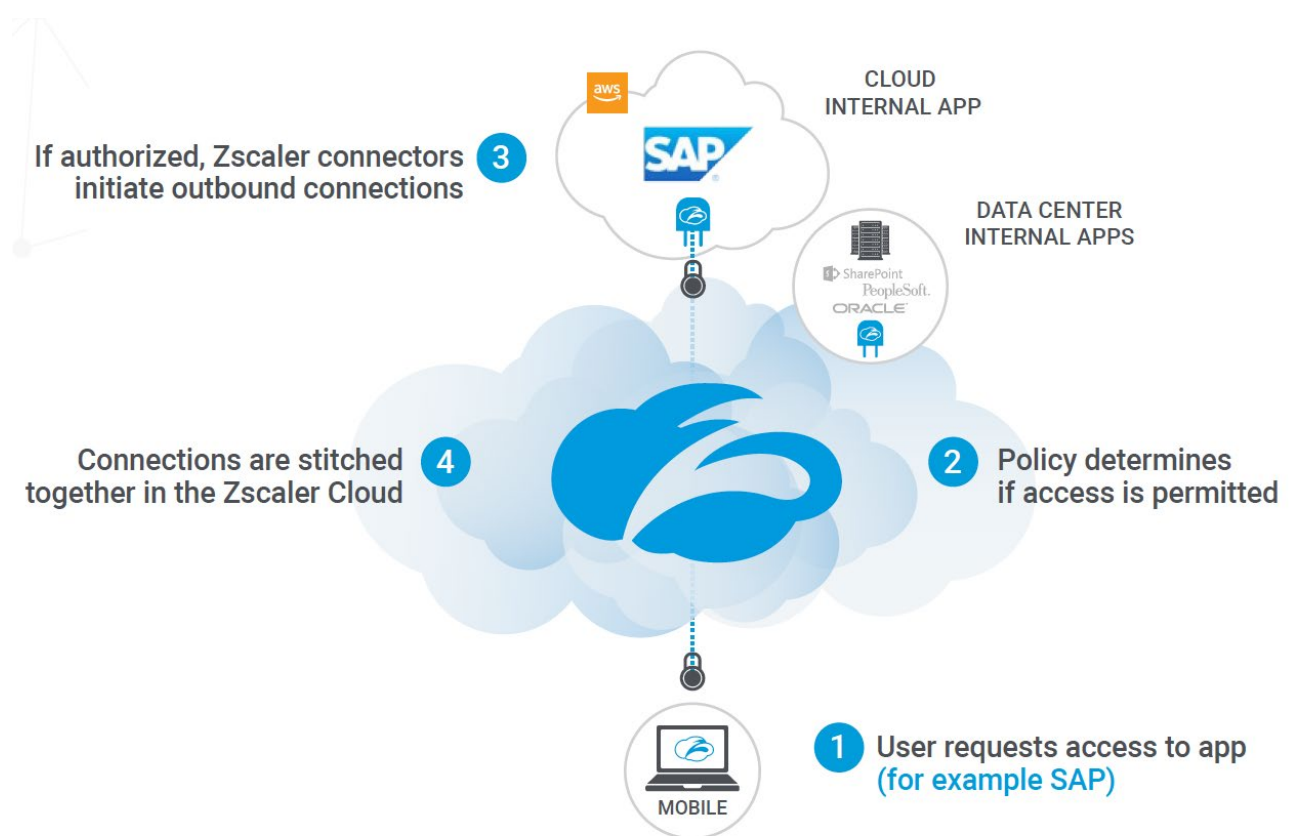 aws
SAP®
CLOUD
INTERNAL APP
3
If authorized, Zscaler connectors
initiate outbound connections
DATA CENTER
INTERNAL APPS
SharePoint
PeopleSoft.
ORACLE
4
Connections are stitched
together in the Zscaler Cloud
2
Policy determines
if access is permitted
MOBILE
1
User requests access to app
(for example SAP)